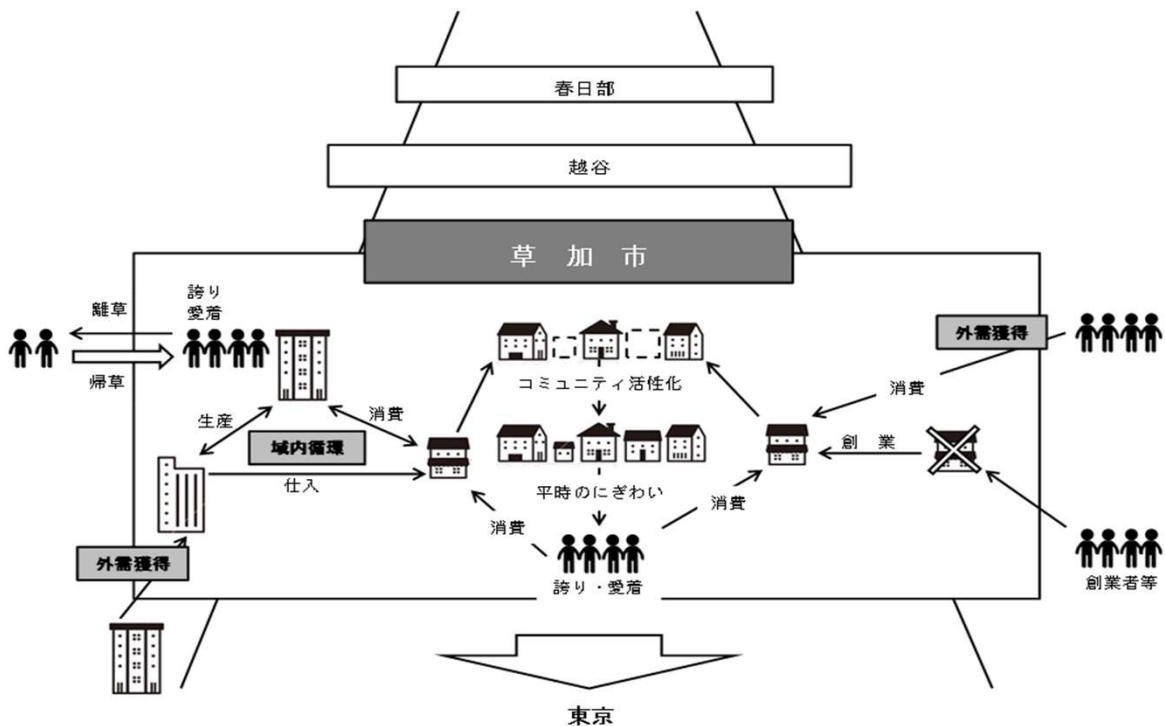 春日部
越谷
草加市
離草
帰草
誇り
愛着
外需獲得
コミュニティ活性化
消費
生産
消費
域内循環
仕入
創業
平時のにぎわい
消費
消費
外需獲得
誇り・愛着
創業者等
東京